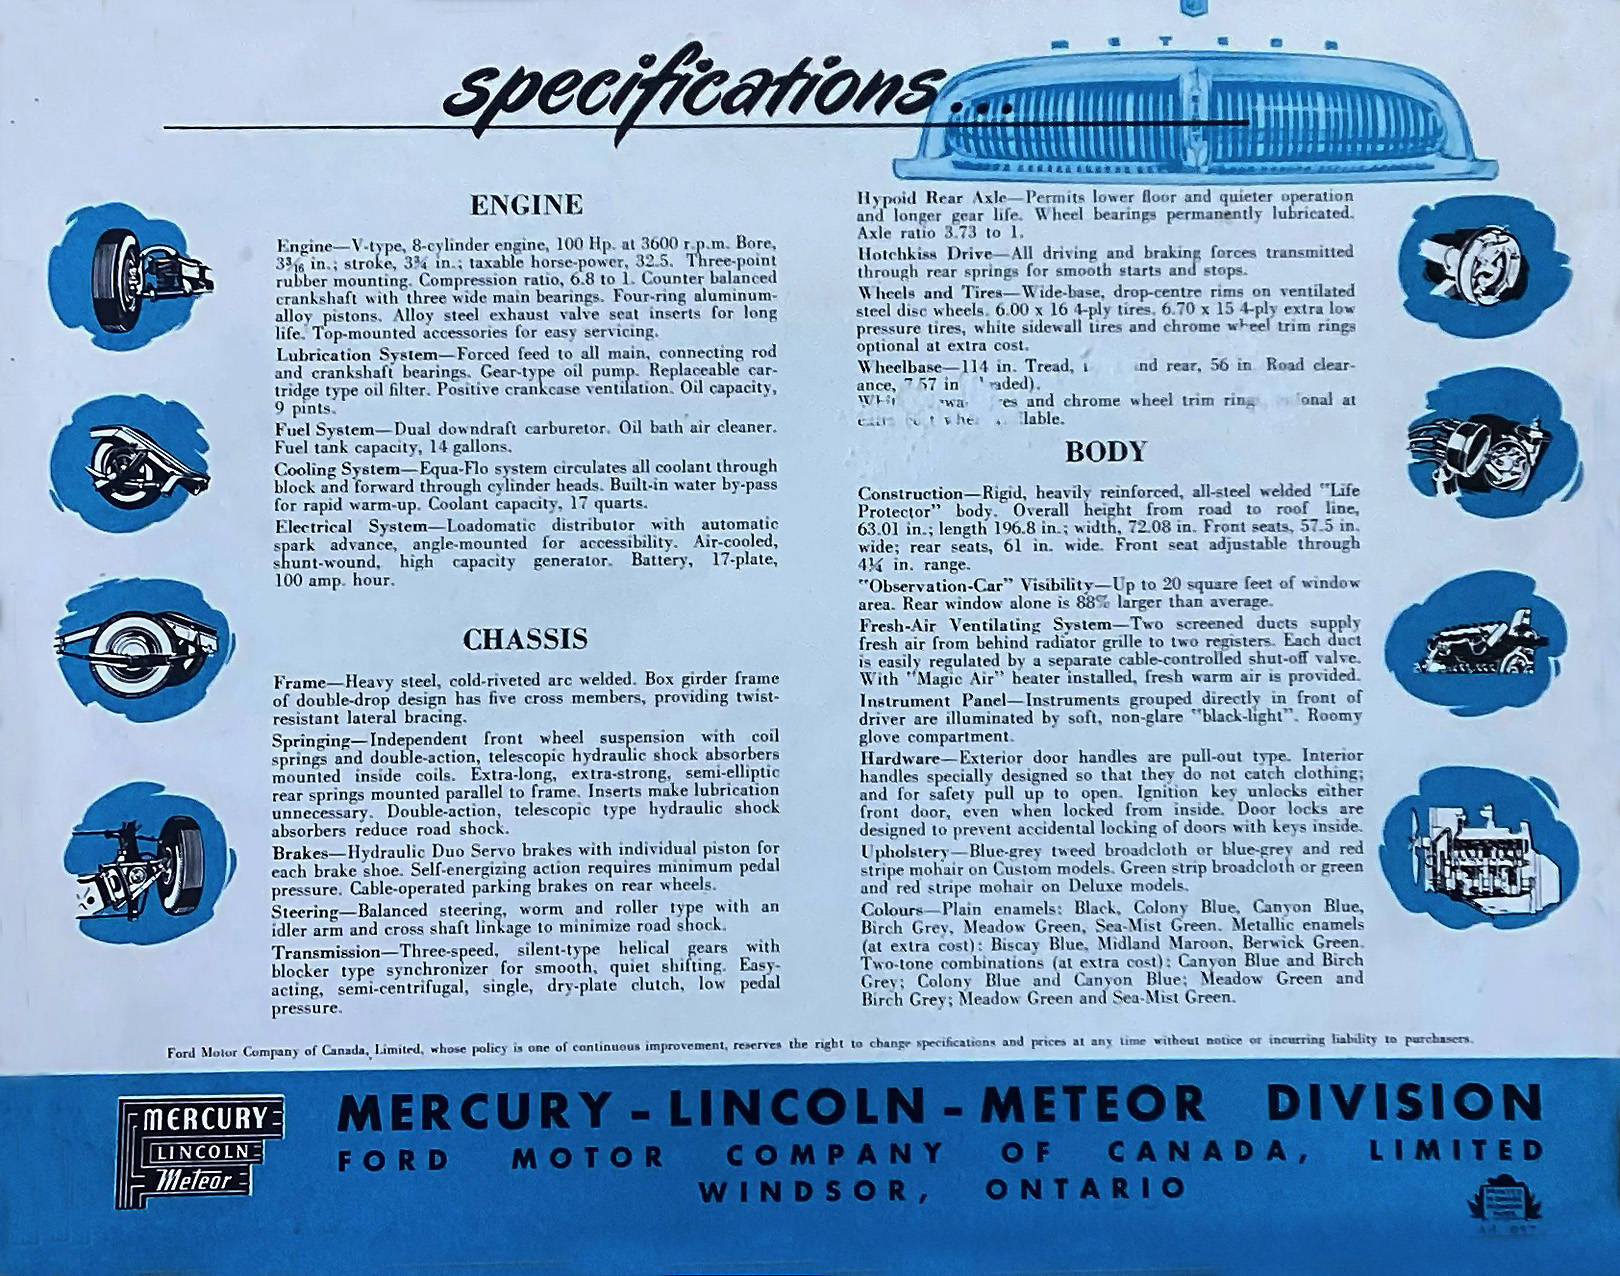 METEOR
specifications...
ENGINE
Engine—V-type, 8-cylinder engine, 100 Hp. at 3600 r.p.m. Bore,
3 3/16 in.; stroke, 3¾ in.; taxable horse-power, 32.5. Three-point
rubber mounting. Compression ratio, 6.8 to 1. Counter balanced
crankshaft with three wide main bearings. Four-ring aluminum-
alloy pistons. Alloy steel exhaust valve seat inserts for long
life. Top-mounted accessories for easy servicing.
Lubrication System—Forced feed to all main, connecting rod
and crankshaft bearings. Gear-type oil pump. Replaceable car-
tridge type oil filter. Positive crankcase ventilation. Oil capacity,
9 pints.
Fuel System—Dual downdraft carburetor. Oil bath air cleaner.
Fuel tank capacity, 14 gallons.
Cooling System—Equa-Flo system circulates all coolant through
block and forward through cylinder heads. Built-in water by-pass
for rapid warm-up. Coolant capacity, 17 quarts.
Electrical System—Loadomatic distributor with automatic
spark advance, angle-mounted for accessibility. Air-cooled,
shunt-wound, high capacity generator. Battery, 17-plate,
100 amp. hour.
CHASSIS
Frame—Heavy steel, cold-riveted arc welded. Box girder frame
of double-drop design has five cross members, providing twist-
resistant lateral bracing.
Springing—Independent front wheel suspension with coil
springs and double-action, telescopic hydraulic shock absorbers
mounted inside coils. Extra-long, extra-strong, semi-elliptic
rear springs mounted parallel to frame. Inserts make lubrication
unnecessary. Double-action, telescopic type hydraulic shock
absorbers reduce road shock.
Brakes—Hydraulic Duo Servo brakes with individual piston for
each brake shoe. Self-energizing action requires minimum pedal
pressure. Cable-operated parking brakes on rear wheels.
Steering—Balanced steering, worm and roller type with an
idler arm and cross shaft linkage to minimize road shock.
Transmission—Three-speed, silent-type helical gears with
blocker type synchronizer for smooth, quiet shifting. Easy-
acting, semi-centrifugal, single, dry-plate clutch, low pedal
pressure.
Hypoid Rear Axle—Permits lower floor and quieter operation
and longer gear life. Wheel bearings permanently lubricated.
Axle ratio 3.73 to 1.
Hotchkiss Drive—All driving and braking forces transmitted
through rear springs for smooth starts and stops.
Wheels and Tires—Wide-base, drop-centre rims on ventilated
steel disc wheels. 6.00 x 16 4-ply tires. 6.70 x 15 4-ply extra low
pressure tires, white sidewall tires and chrome wheel trim rings
optional at extra cost.
Wheelbase—114 in. Tread, and rear, 56 in. Road clear-
ance, 7.57 in
and chrome wheel trim at
BODY
Construction—Rigid, heavily reinforced, all-steel welded "Life
Protector" body. Overall height from road to roof line,
63.01 in.; length 196.8 in.; width, 72.08 in. Front seats, 57.5 in.
wide; rear seats, 61 in. wide. Front seat adjustable through
4¼ in. range.
"Observation-Car" Visibility—Up to 20 square feet of window
area. Rear window alone is 88% larger than average.
Fresh-Air Ventilating System—Two screened ducts supply
fresh air from behind radiator grille to two registers. Each duct
is easily regulated by a separate cable-controlled shut-off valve.
With "Magic Air" heater installed, fresh warm air is provided.
Instrument Panel—Instruments grouped directly in front of
driver are illuminated by soft, non-glare "black-light". Roomy
glove compartment.
Hardware—Exterior door handles are pull-out type. Interior
handles specially designed so that they do not catch clothing;
and for safety pull up to open. Ignition key unlocks either
front door, even when locked from inside. Door locks are
designed to prevent accidental locking of doors with keys inside.
Upholstery—Blue-grey tweed broadcloth or blue-grey and red
stripe mohair on Custom models. Green strip broadcloth or green
and red stripe mohair on Deluxe models.
Colours—Plain enamels: Black, Colony Blue, Canyon Blue,
Birch Grey, Meadow Green, Sea-Mist Green. Metallic enamels
(at extra cost): Biscay Blue, Midland Maroon, Berwick Green.
Two-tone combinations (at extra cost): Canyon Blue and Birch
Grey; Colony Blue and Canyon Blue; Meadow Green and
Birch Grey; Meadow Green and Sea-Mist Green.
Ford Motor Company of Canada, Limited, whose policy is one of continuous improvement, reserves the right to change specifications and prices at any time without notice or incurring liability to purchasers.
MERCURY
LINCOLN
Meteor
MERCURY - LINCOLN - METEOR DIVISION
FORD MOTOR COMPANY OF CANADA, LIMITED
WINDSOR, ONTARIO